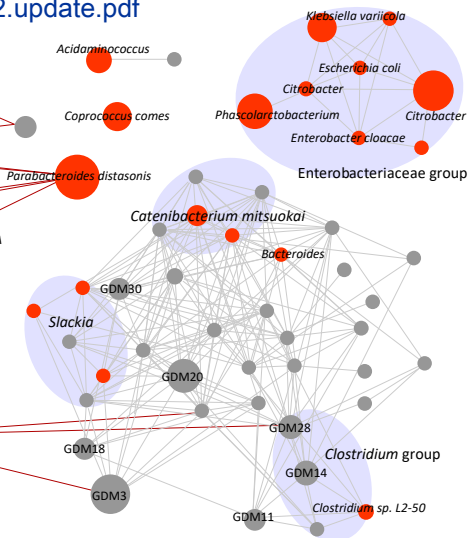 2.update.pdf
Klebsiella variicola
Acidaminococcus
Escherichia coli
Citrobacter
Phascolarctobacterium
Citrobacter
Coprococcus comes
Enterobacter cloacae
Enterobacteriaceae group
Parabacteroides distasonis
Catenibacterium mitsuokai
Bacteroides
GDM30
Slackia
GDM20
GDM28
GDM18
Clostridium group
GDM14
GDM3
Clostridium sp. L2-50
GDM11